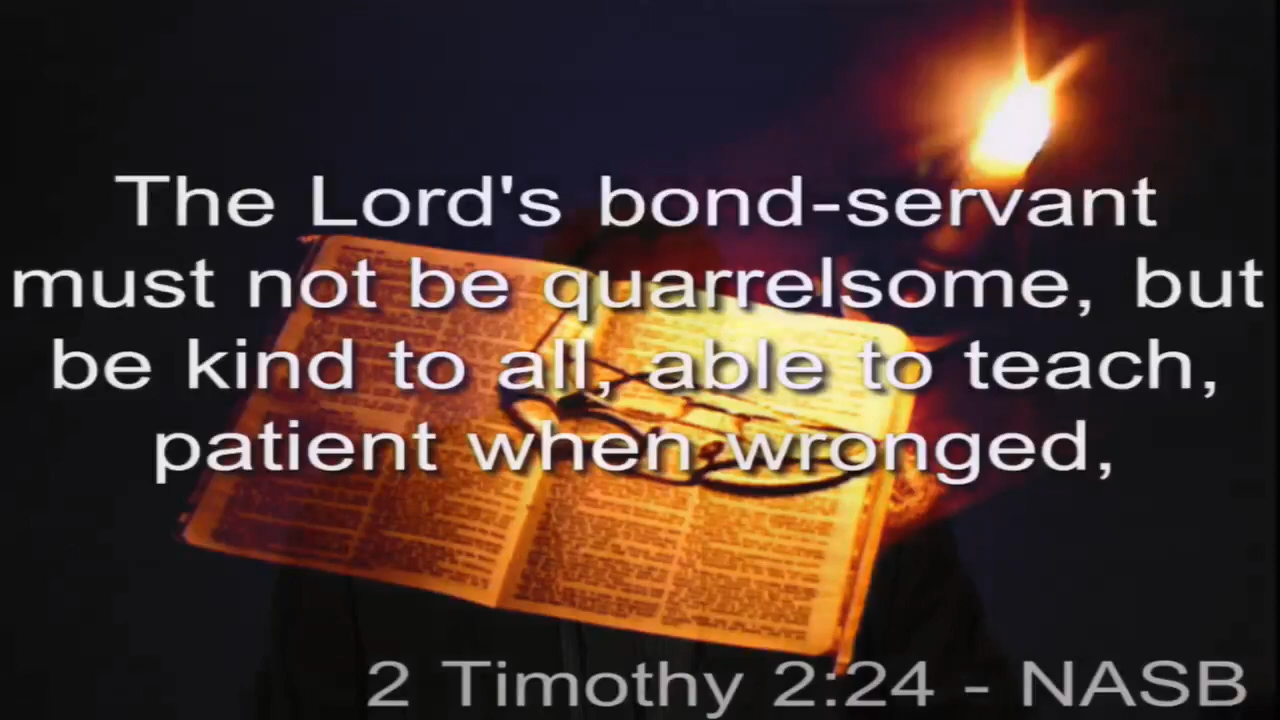 The Lord's bond-servant
must not be quarrelsome, but
be kind to all, able to teach,
patient when wronged,
2 Timothy 2:24 - NASB